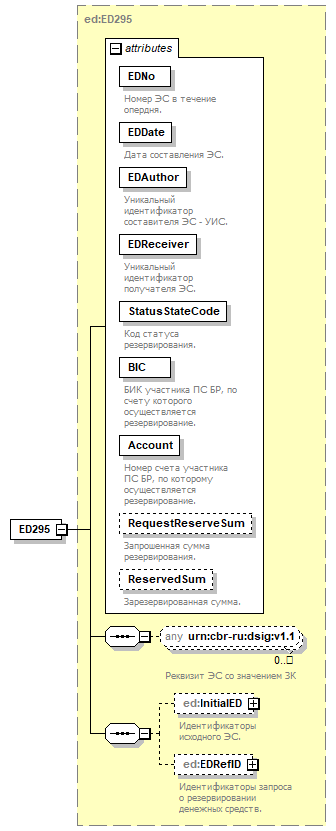 ed:ED295
attributes
EDNo
Номер ЭС в течение
опердня.
EDDate
Дата составления ЭС.
EDAuthor
Уникальный
идентификатор
составителя ЭС - УИС.
EDReceiver
Уникальный
идентификатор
получателя ЭС.
StatusStateCode
Код статуса
резервирования.
BIC
БИК участника ПС БР, по
счету которого
осуществляется
резервирование.
Account
Номер счета участника
ПС БР, по которому
осуществляется
резервирование.
RequestReserveSum
Запрошенная сумма
резервирования.
ReservedSum
Зарезервированная сумма.
ED295
any urn:cbr-ru:dsig:v1.1
0..□
Реквизит ЭС со значением ЗК
ed:InitialED
Идентификаторы
исходного ЭС.
ed:EDRefID
Идентификаторы запроса
о резервировании
денежных средств.